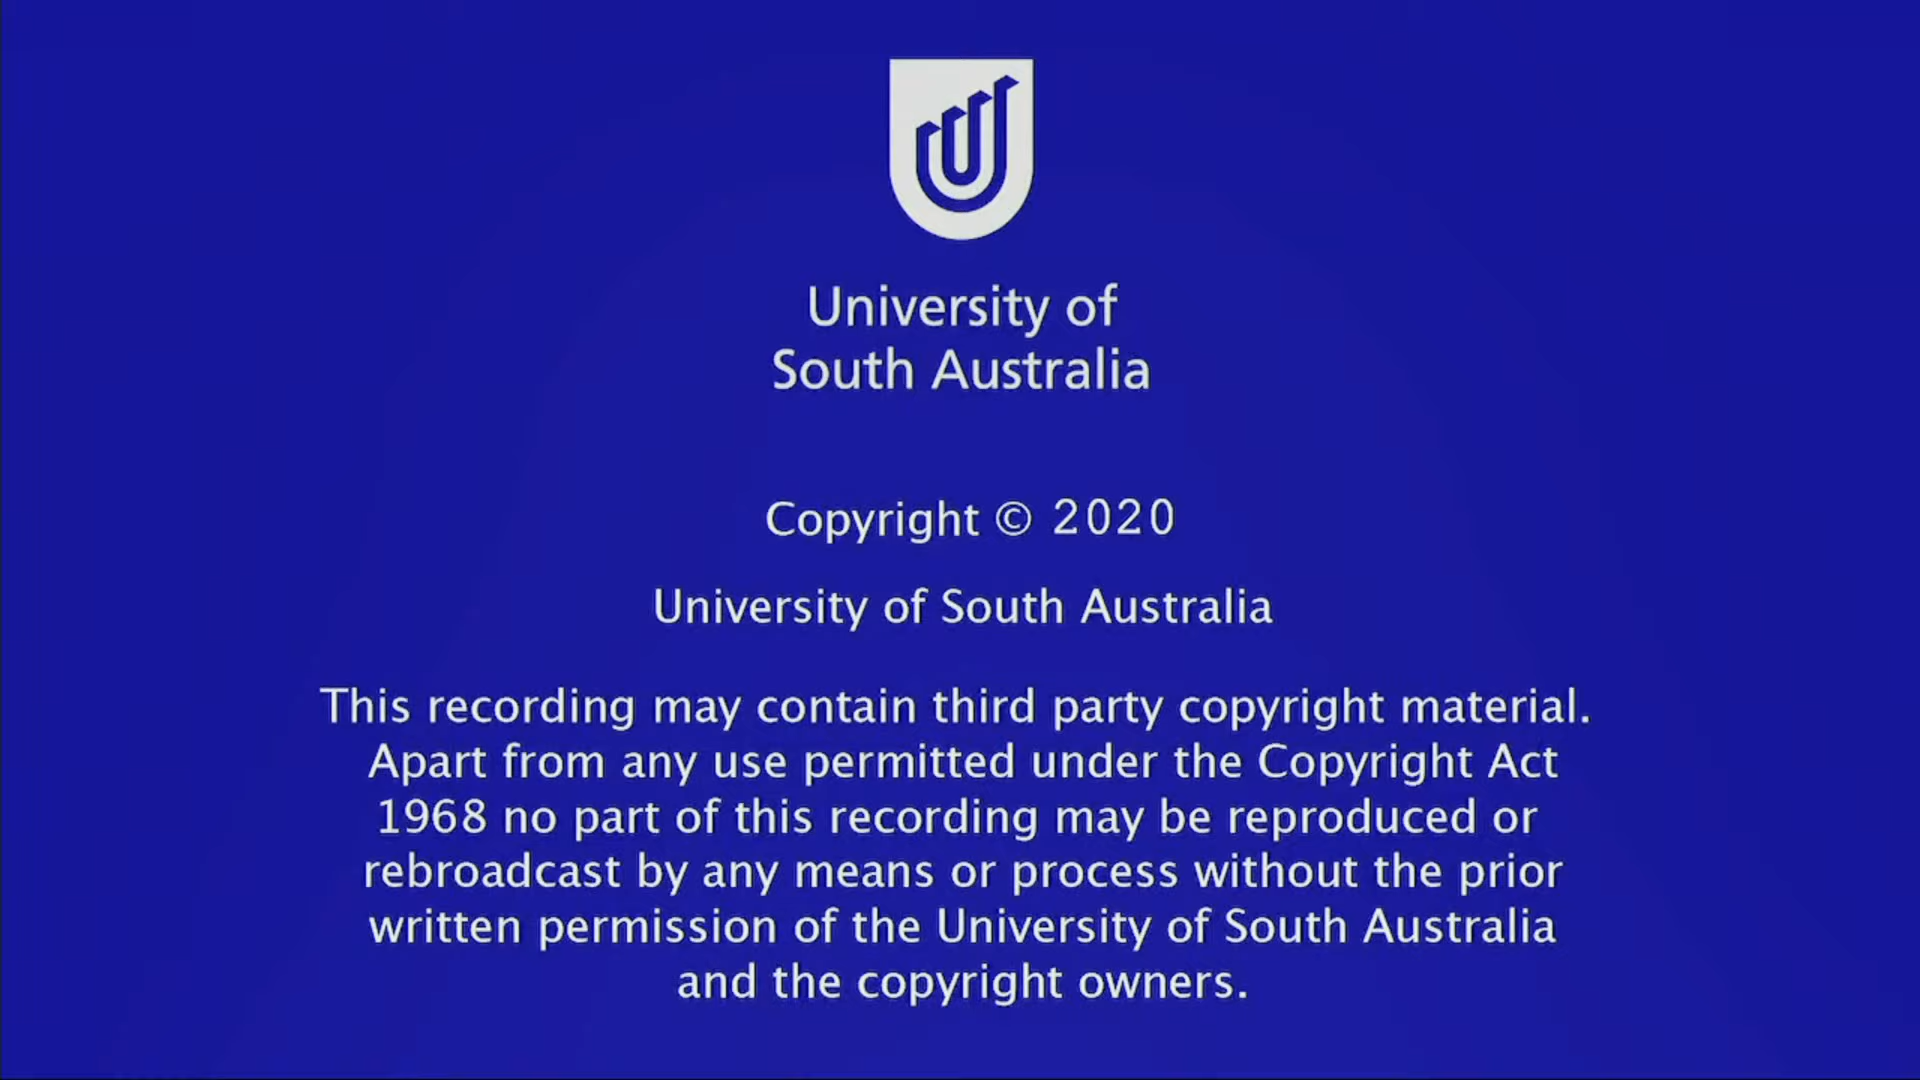 University of
South Australia
Copyright © 2020
University of South Australia
This recording may contain third party copyright material.
Apart from any use permitted under the Copyright Act
1968 no part of this recording may be reproduced or
rebroadcast by any means or process without the prior
written permission of the University of South Australia
and the copyright owners.